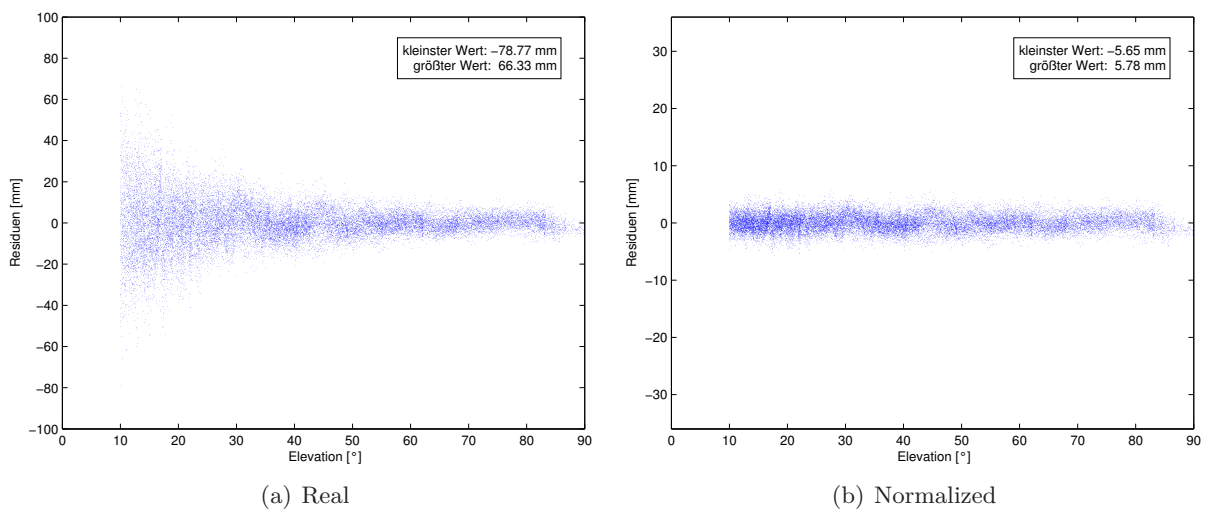 100
80
60
40
20
0
−20
−40
−60
−80
−100
Residuen [mm]
kleinster Wert: −78.77 mm
größter Wert: 66.33 mm
0 10 20 30 40 50 60 70 80 90
Elevation [°]
(a) Real
30
20
10
0
−10
−20
−30
Residuen [mm]
kleinster Wert: −5.65 mm
größter Wert: 5.78 mm
0 10 20 30 40 50 60 70 80 90
Elevation [°]
(b) Normalized